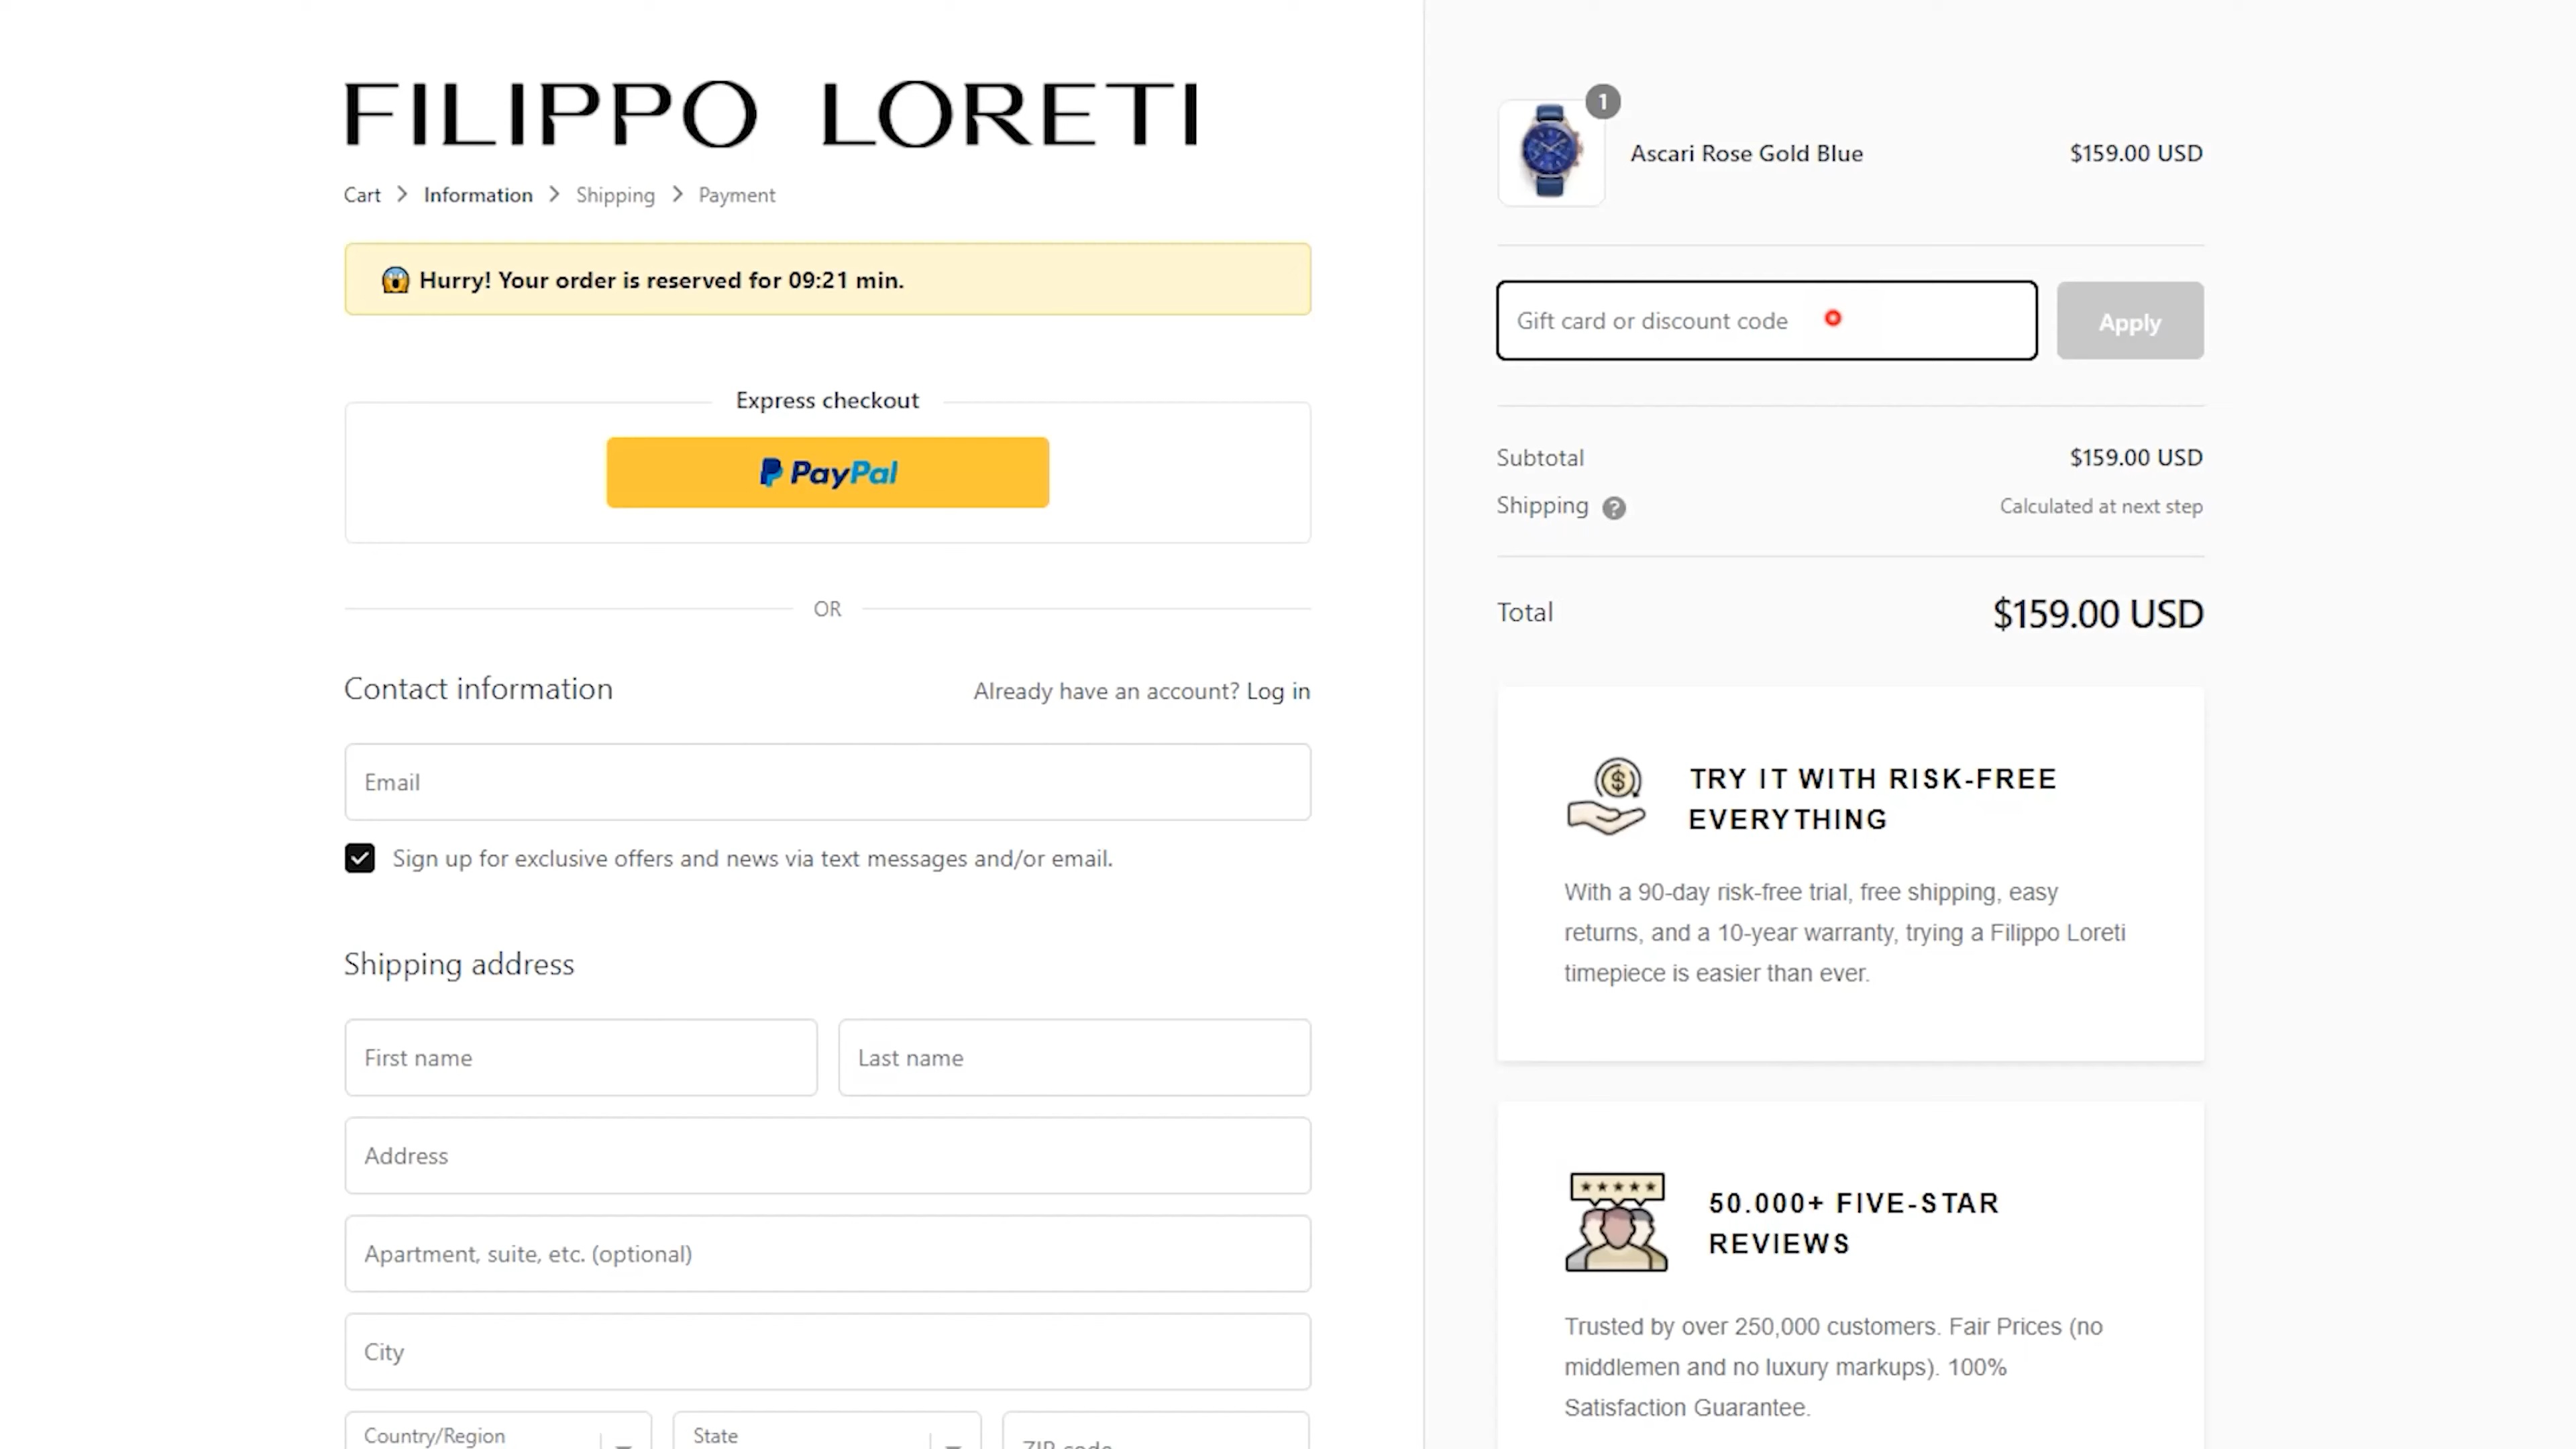 FILIPPO LORETI
Cart > Information > Shipping > Payment
😱 Hurry! Your order is reserved for 09:21 min.
Express checkout
PayPal
OR
Contact information
Already have an account? Log in
Email
Sign up for exclusive offers and news via text messages and/or email.
Shipping address
First name
Last name
Address
Apartment, suite, etc. (optional)
City
Country/Region
State
ZIP code
1
Ascari Rose Gold Blue
$159.00 USD
Gift card or discount code
Apply
Subtotal
$159.00 USD
Shipping ?
Calculated at next step
Total
$159.00 USD
TRY IT WITH RISK-FREE
EVERYTHING
With a 90-day risk-free trial, free shipping, easy
returns, and a 10-year warranty, trying a Filippo Loreti
timepiece is easier than ever.
50.000+ FIVE-STAR
REVIEWS
Trusted by over 250,000 customers. Fair Prices (no
middlemen and no luxury markups). 100%
Satisfaction Guarantee.